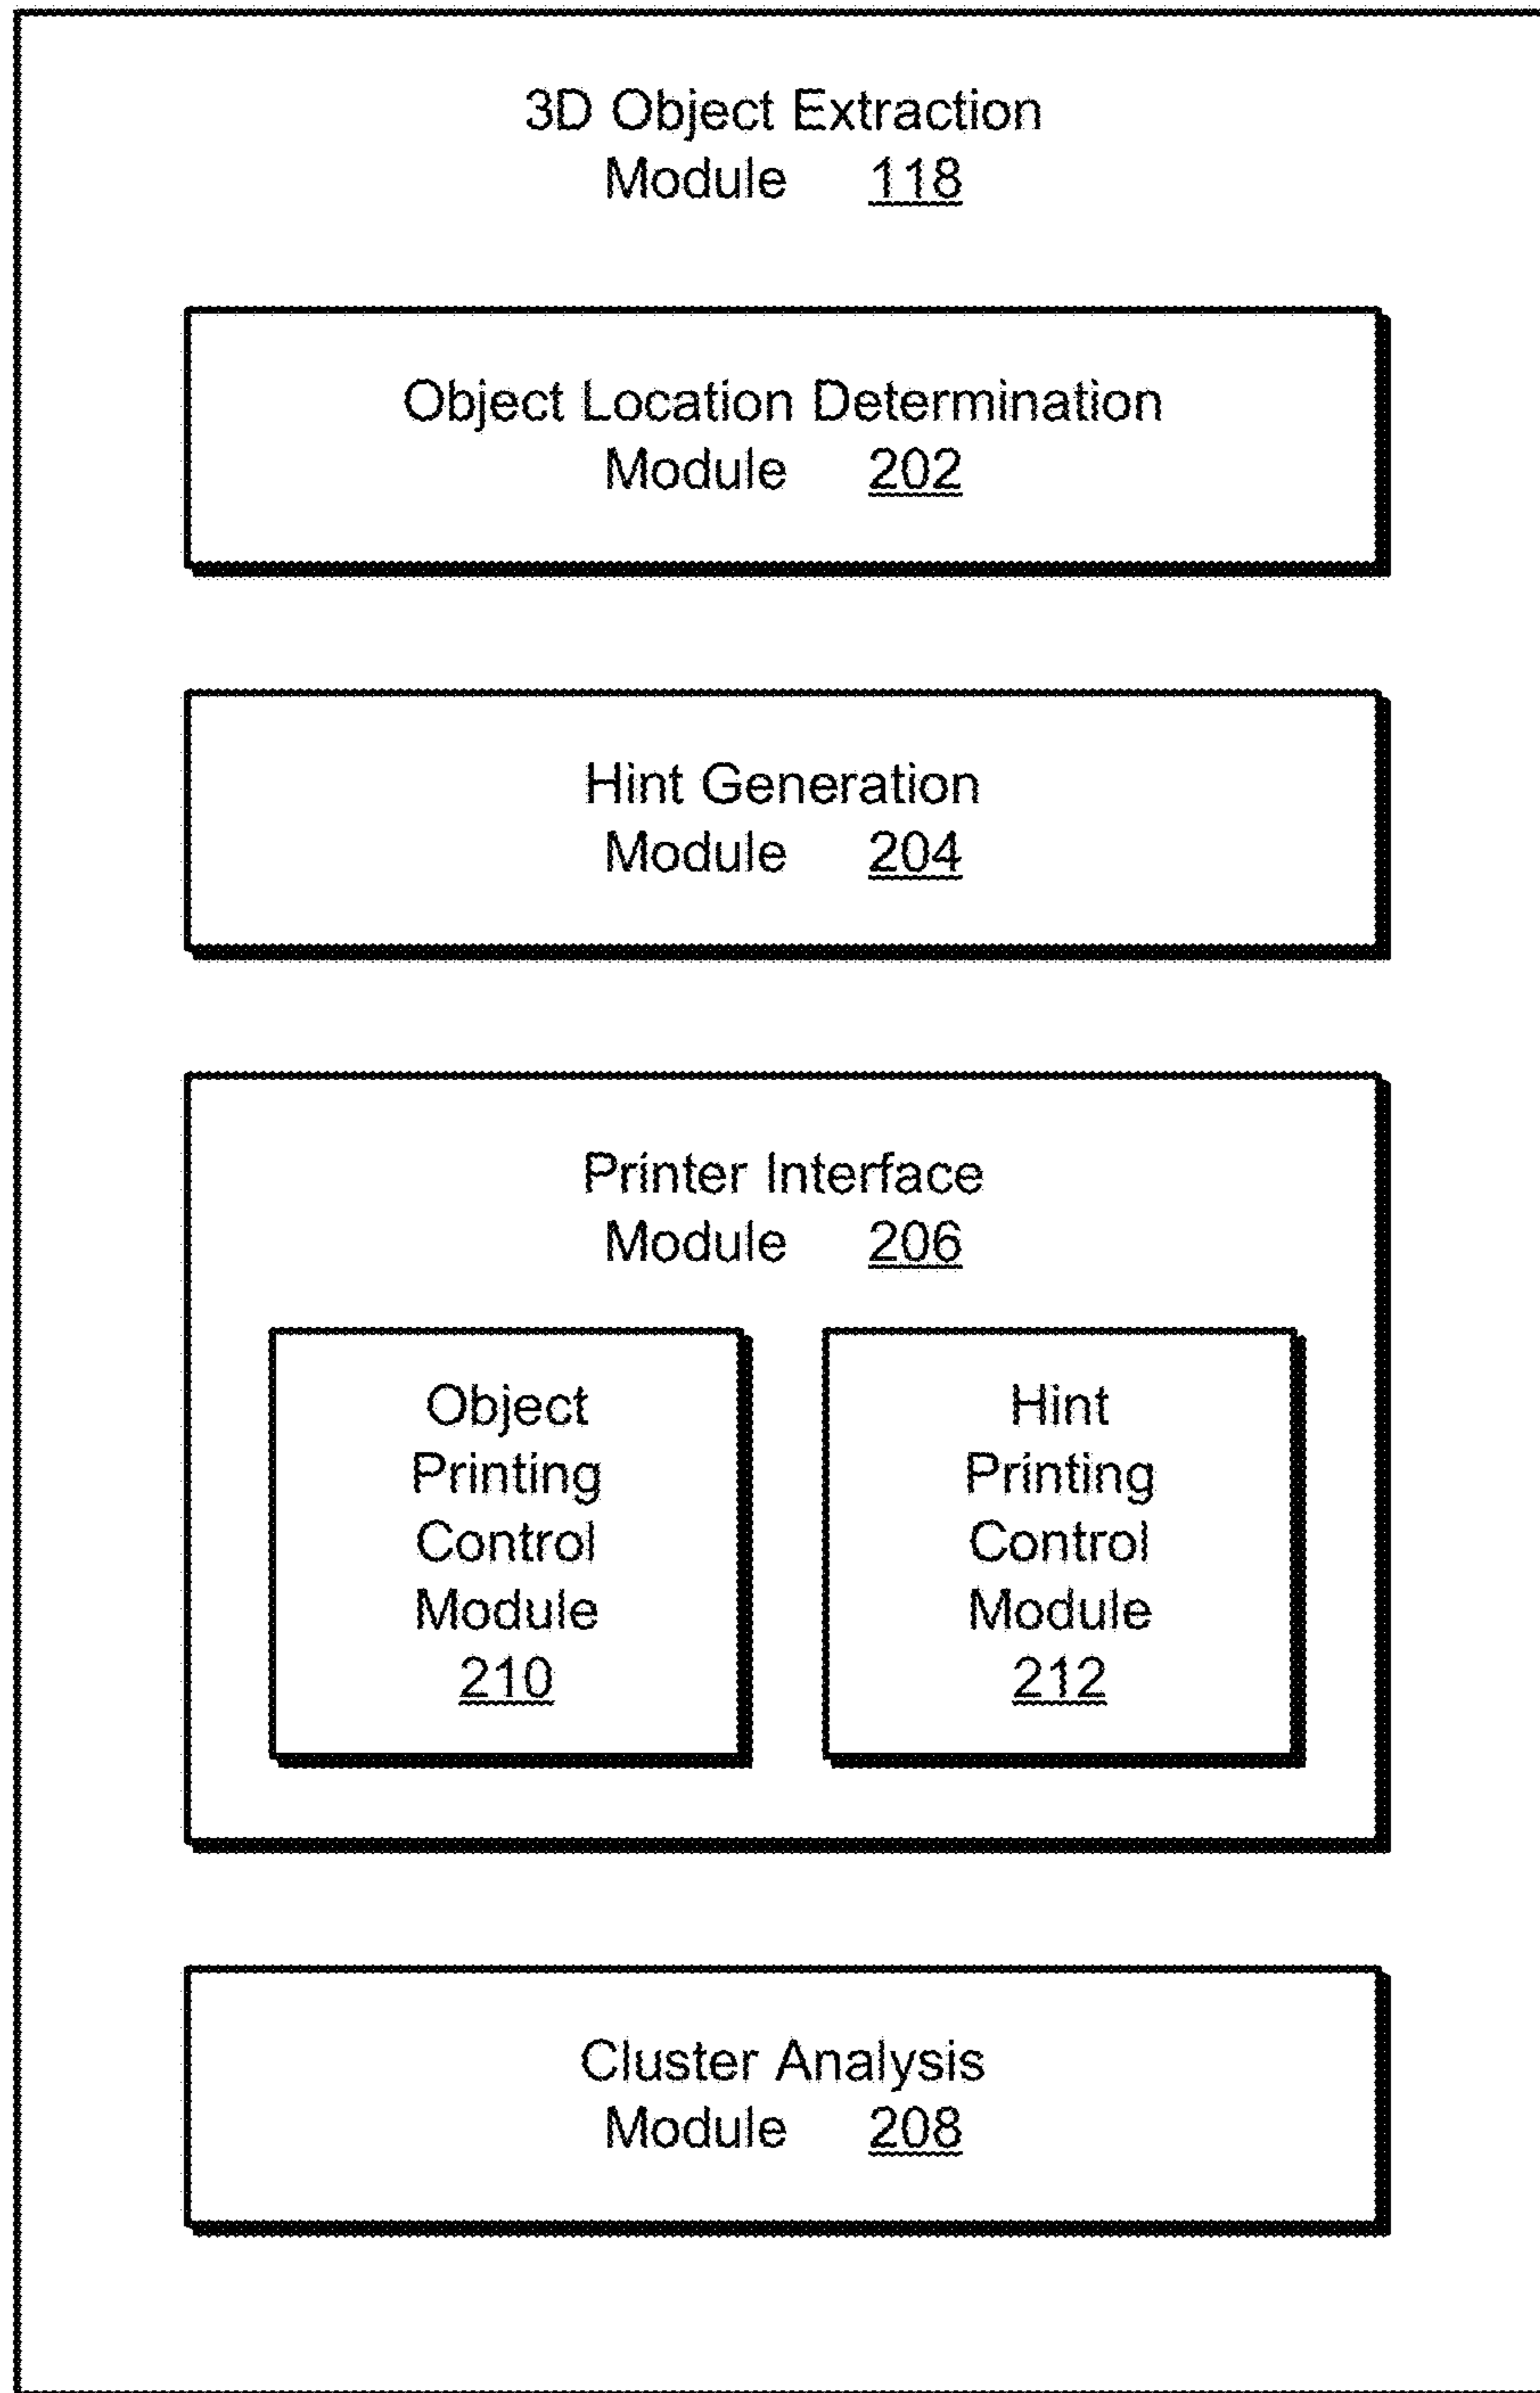 3D Object Extraction
Module 118
Object Location Determination
Module 202
Hint Generation
Module 204
Printer Interface
Module 206
Object
Printing
Control
Module
210
Hint
Printing
Control
Module
212
Cluster Analysis
Module 208